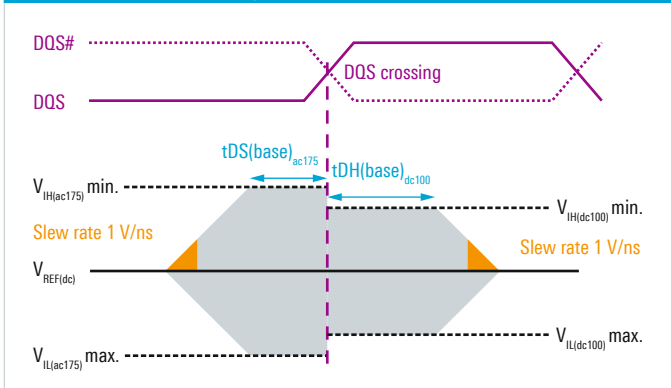 DQS#
DQS crossing
DQS
tDS(base)ac175
tDH(base)dc100
VIH(ac175) min.
VIH(dc100) min.
Slew rate 1 V/ns
Slew rate 1 V/ns
VREF(dc)
VIL(dc100) max.
VIL(ac175) max.